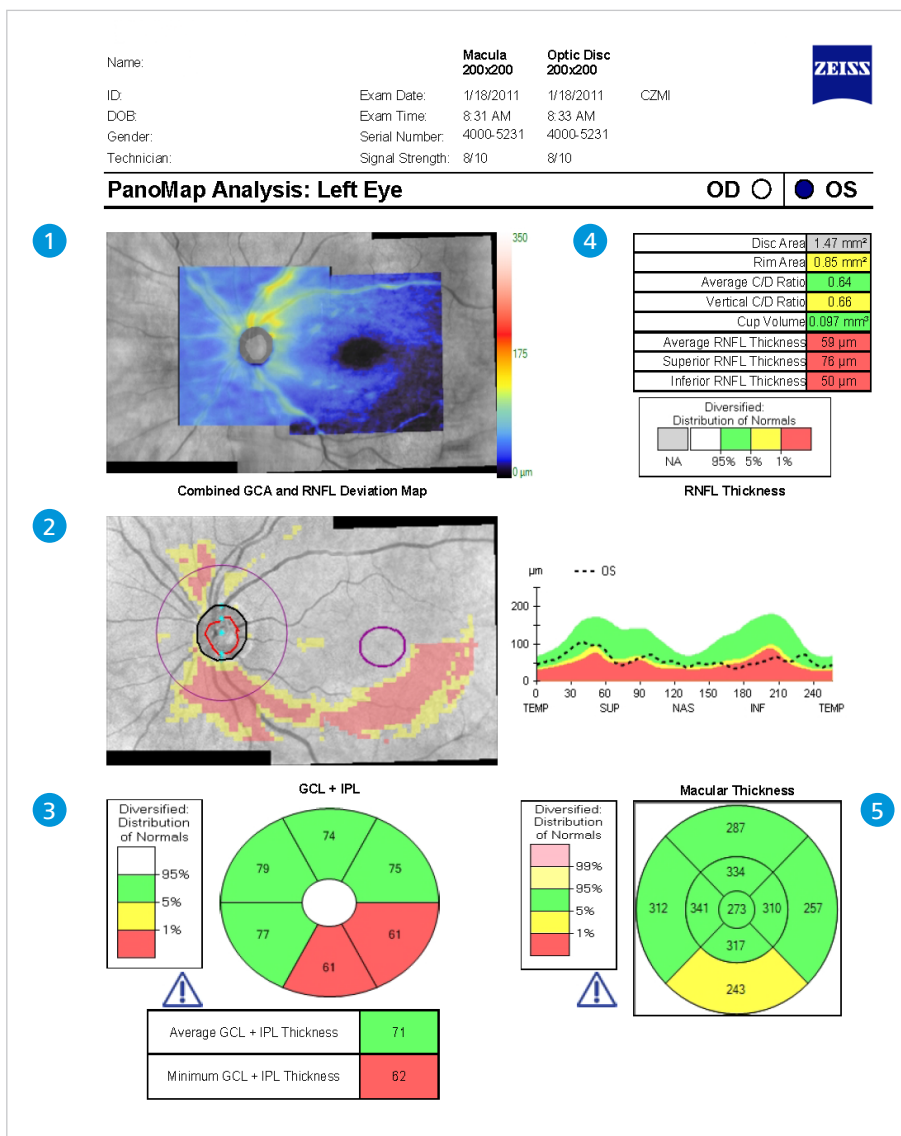 Name:
Macula Optic Disc
200x200 200x200
ZEISS
ID: Exam Date: 1/18/2011 1/18/2011 CZMI
DOB: Exam Time: 8:31 AM 8:33 AM
Gender: Serial Number: 4000-5231 4000-5231
Technician: Signal Strength: 8/10 8/10
PanoMap Analysis: Left Eye OD OS
1
350
175
0 µm
4
Disc Area 1.47 mm²
Rim Area 0.85 mm²
Average C/D Ratio 0.64
Vertical C/D Ratio 0.66
Cup Volume 0.097 mm³
Average RNFL Thickness 59 µm
Superior RNFL Thickness 76 µm
Inferior RNFL Thickness 50 µm
Diversified:
Distribution of Normals
NA 95% 5% 1%
Combined GCA and RNFL Deviation Map
RNFL Thickness
2
µm --- OS
200
100
0
0 30 60 90 120 150 180 210 240
TEMP SUP NAS INF TEMP
3
Diversified:
Distribution
of Normals
95%
5%
1%
GCL + IPL
74
79 75
77 61
61
Average GCL + IPL Thickness 71
Minimum GCL + IPL Thickness 62
Diversified:
Distribution
of Normals
99%
95%
5%
1%
Macular Thickness
5
287
334
312 341 273 310 257
317
243